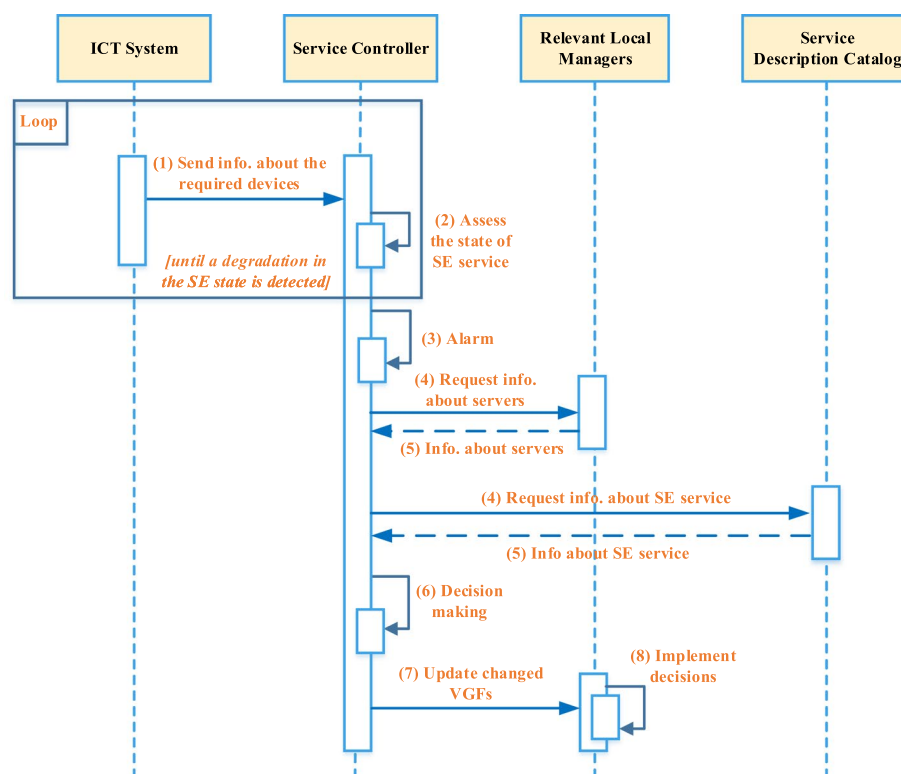 ICT System
Service Controller
Relevant Local
Managers
Service
Description Catalog
Loop
(1) Send info. about the
required devices
(2) Assess
the state of
SE service
[until a degradation in
the SE state is detected]
(3) Alarm
(4) Request info.
about servers
(5) Info. about servers
(4) Request info. about SE service
(5) Info about SE service
(6) Decision
making
(7) Update changed
VGFs
(8) Implement
decisions